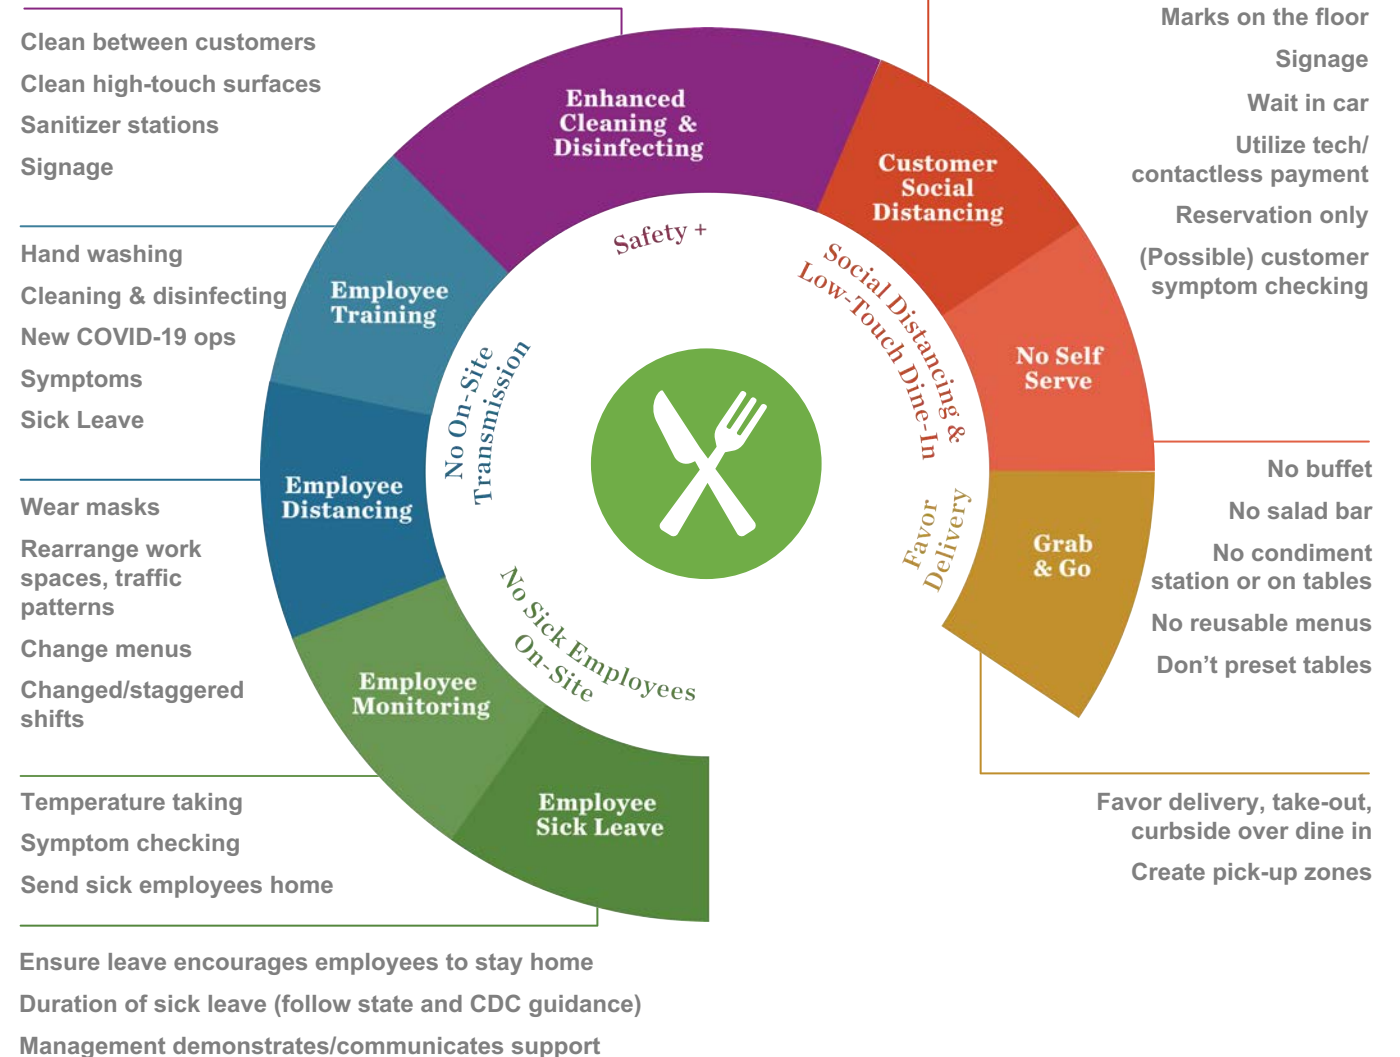 Clean between customers
Clean high-touch surfaces
Sanitizer stations
Signage
Hand washing
Cleaning & disinfecting
New COVID-19 ops
Symptoms
Sick Leave
Wear masks
Rearrange work
spaces, traffic
patterns
Change menus
Changed/staggered
shifts
Temperature taking
Symptom checking
Send sick employees home
Ensure leave encourages employees to stay home
Duration of sick leave (follow state and CDC guidance)
Management demonstrates/communicates support
Enhanced
Cleaning &
Disinfecting
Employee
Training
Employee
Distancing
Employee
Monitoring
Employee
Sick Leave
Customer
Social
Distancing
No Self
Serve
Grab
& Go
Safety +
No On-Site
Transmission
No Sick Employees
On-Site
Social Distancing &
Low-Touch Dine-In
Favor
Delivery
Marks on the floor
Signage
Wait in car
Utilize tech/
contactless payment
Reservation only
(Possible) customer
symptom checking
No buffet
No salad bar
No condiment
station or on tables
No reusable menus
Don’t preset tables
Favor delivery, take-out,
curbside over dine in
Create pick-up zones